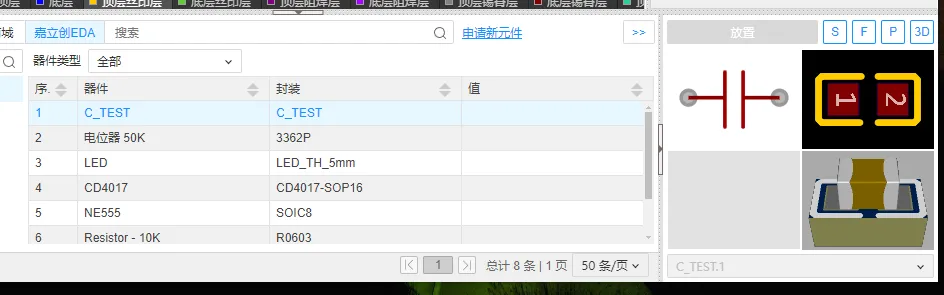 底层 顶层丝印层 底层丝印层 顶层阻焊层 底层阻焊层 顶层锡膏层 底层锡膏层
嘉立创EDA 搜索 申请新元件 >> 放置 S F P 3D
器件类型 全部
序. 器件 封装 值
1 C_TEST C_TEST
2 电位器 50K 3362P
3 LED LED_TH_5mm
4 CD4017 CD4017-SOP16
5 NE555 SOIC8
6 Resistor - 10K R0603
1 2
1 总计 8 条 | 1 页 50 条/页 C_TEST.1